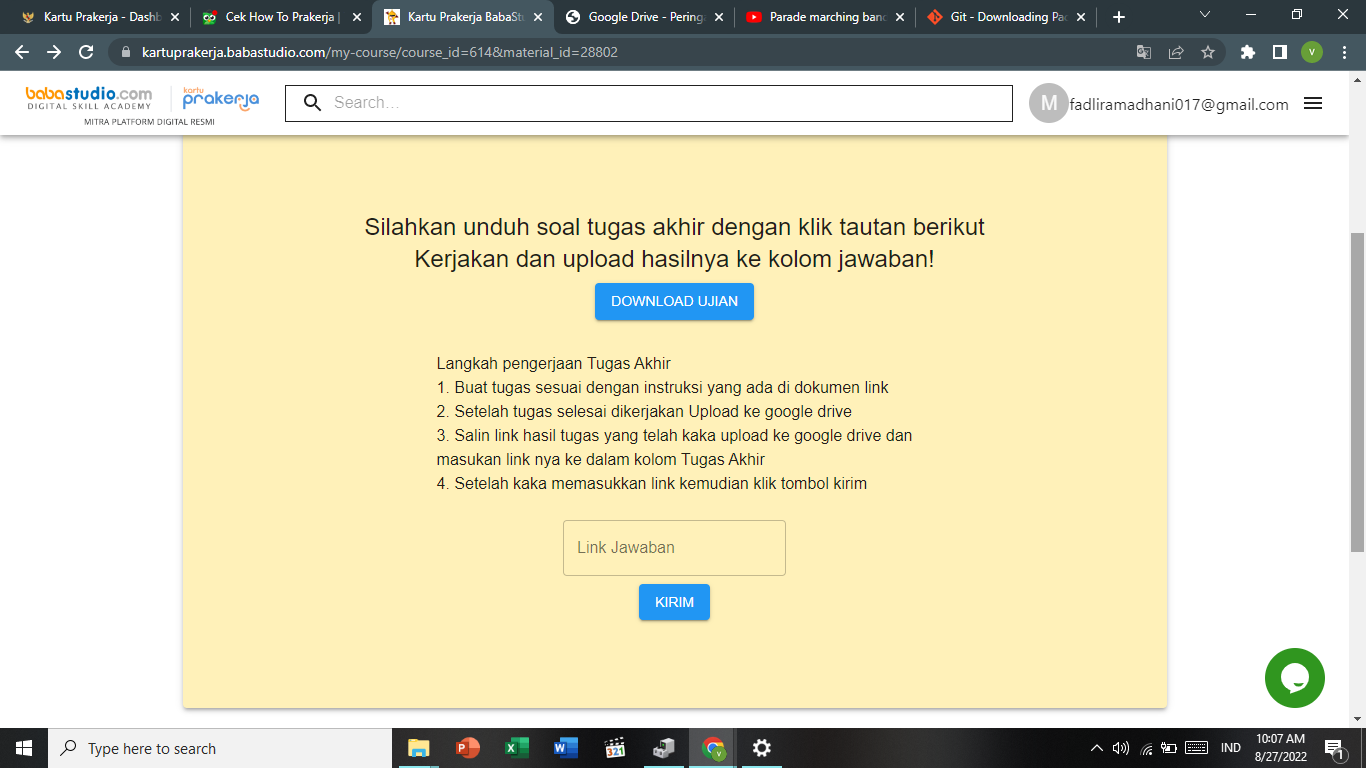 Kartu Prakerja - Dashb
Cek How To Prakerja |
Kartu Prakerja BabaStu
Google Drive - Peringa
Parade marching band
Git - Downloading Pac
kartuprakerja.babastudio.com/my-course/course_id=614&material_id=28802
V
babastudio.com
DIGITAL SKILL ACADEMY
kartu
prakerja
MITRA PLATFORM DIGITAL RESMI
Search...
M
fadliramadhani017@gmail.com
Silahkan unduh soal tugas akhir dengan klik tautan berikut
Kerjakan dan upload hasilnya ke kolom jawaban!
DOWNLOAD UJIAN
Langkah pengerjaan Tugas Akhir
1. Buat tugas sesuai dengan instruksi yang ada di dokumen link
2. Setelah tugas selesai dikerjakan Upload ke google drive
3. Salin link hasil tugas yang telah kaka upload ke google drive dan
masukan link nya ke dalam kolom Tugas Akhir
4. Setelah kaka memasukkan link kemudian klik tombol kirim
Link Jawaban
KIRIM
Type here to search
P
X
W
321
V
IND
10:07 AM
8/27/2022
1